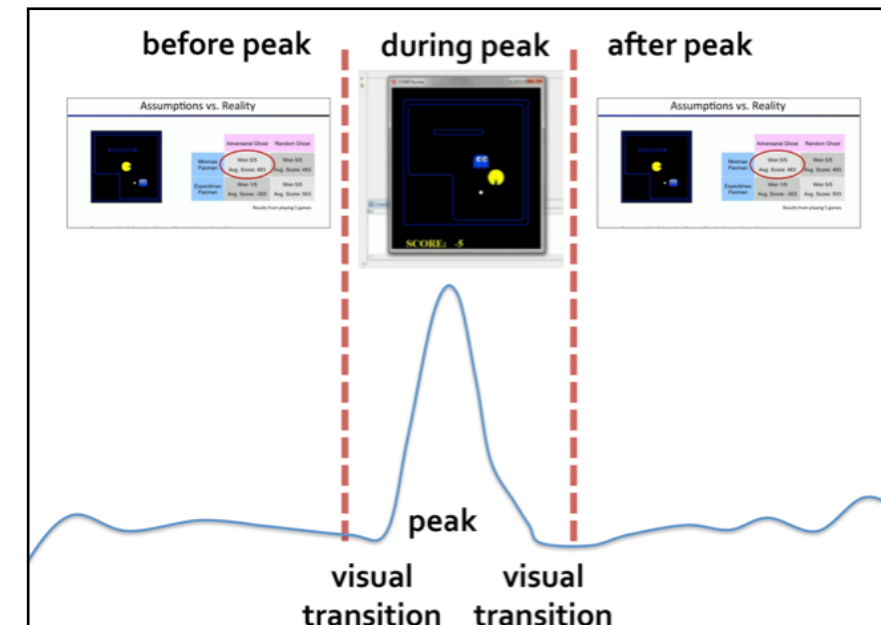 before peak
during peak
after peak
Assumptions vs. Reality
Adversarial Ghost Random Ghost
Minimax Pacman
Won 5/5
Avg. Score: 483
Won 5/5
Avg. Score: 493
Expectimax Pacman
Won 1/5
Avg. Score: -303
Won 5/5
Avg. Score: 503
Results from playing 5 games
SCORE: -5
Assumptions vs. Reality
Adversarial Ghost Random Ghost
Minimax Pacman
Won 5/5
Avg. Score: 483
Won 5/5
Avg. Score: 493
Expectimax Pacman
Won 1/5
Avg. Score: -303
Won 5/5
Avg. Score: 503
Results from playing 5 games
peak
visual
transition
visual
transition